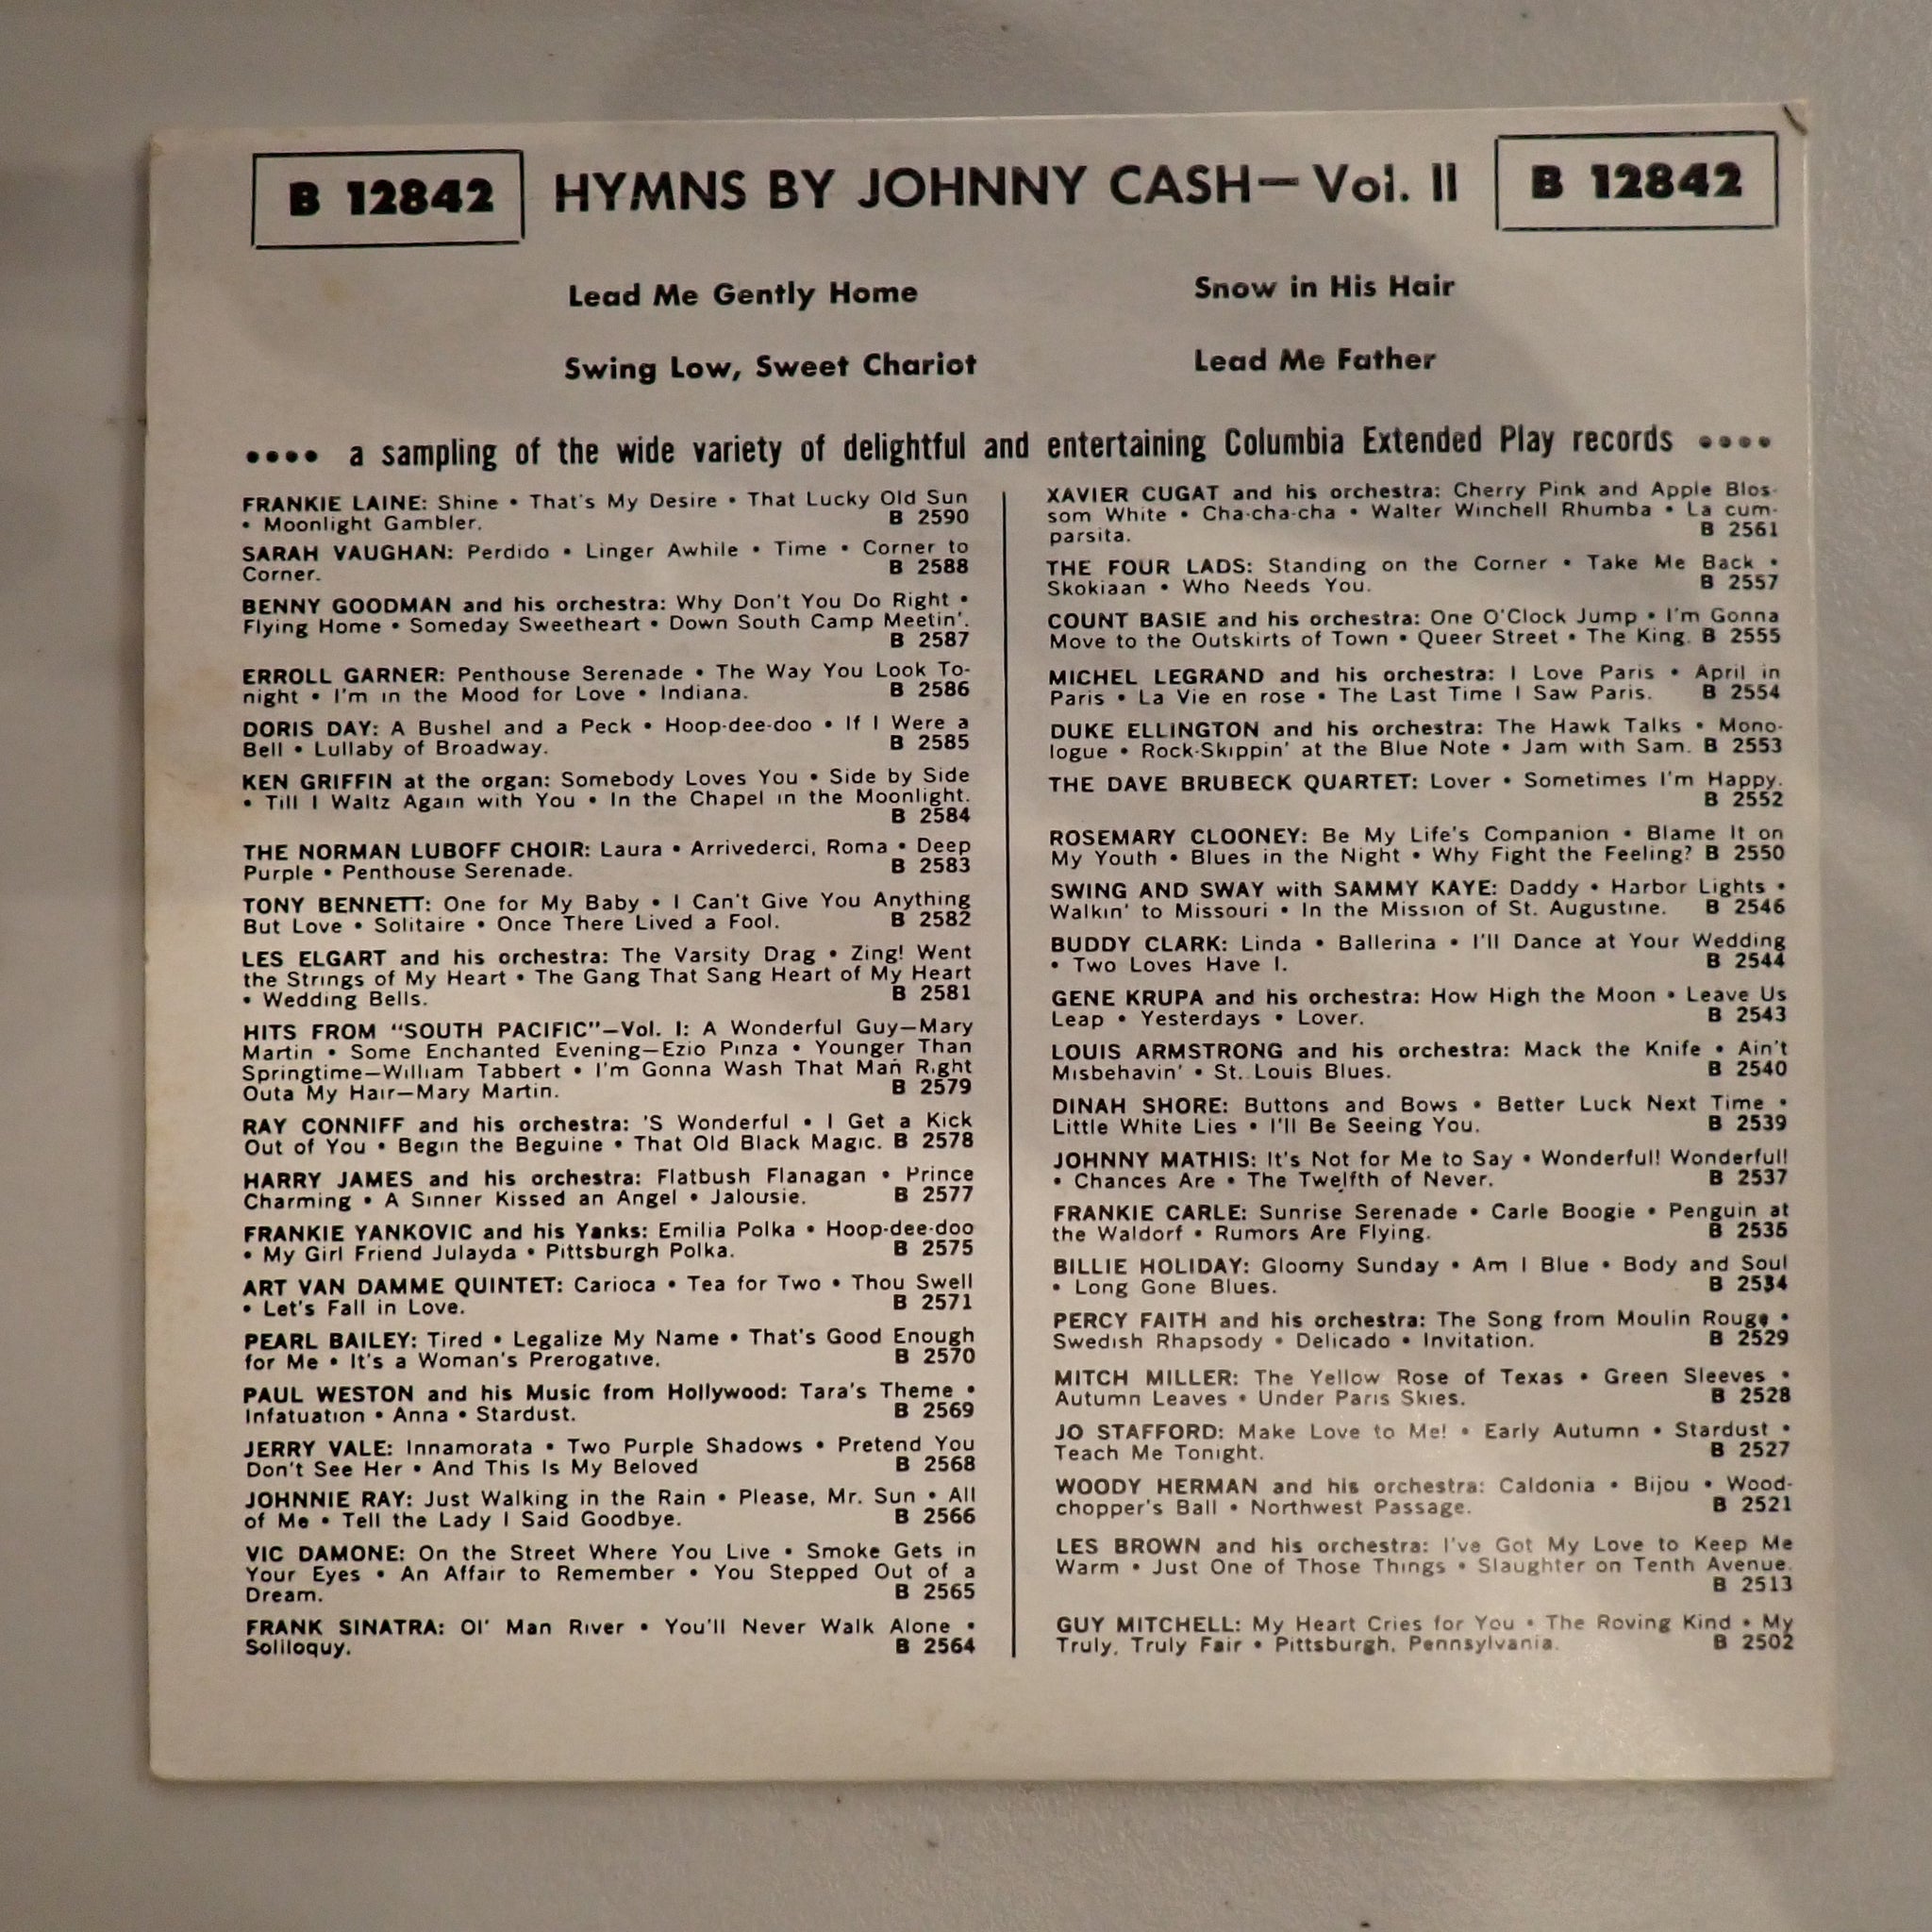 B 12842
HYMNS BY JOHNNY CASH— Vol. II
B 12842
Lead Me Gently Home
Swing Low, Sweet Chariot
Snow in His Hair
Lead Me Father
•••• a sampling of the wide variety of delightful and entertaining Columbia Extended Play records ••••
FRANKIE LAINE: Shine • That's My Desire • That Lucky Old Sun
• Moonlight Gambler. B 2590
SARAH VAUGHAN: Perdido • Linger Awhile • Time • Corner to
Corner. B 2588
BENNY GOODMAN and his orchestra: Why Don't You Do Right •
Flying Home • Someday Sweetheart • Down South Camp Meetin'.
B 2587
ERROLL GARNER: Penthouse Serenade • The Way You Look To-
night • I'm in the Mood for Love • Indiana. B 2586
DORIS DAY: A Bushel and a Peck • Hoop-dee-doo • If I Were a
Bell • Lullaby of Broadway. B 2585
KEN GRIFFIN at the organ: Somebody Loves You • Side by Side
• Till I Waltz Again with You • In the Chapel in the Moonlight.
B 2584
THE NORMAN LUBOFF CHOIR: Laura • Arrivederci, Roma • Deep
Purple • Penthouse Serenade. B 2583
TONY BENNETT: One for My Baby • I Can't Give You Anything
But Love • Solitaire • Once There Lived a Fool. B 2582
LES ELGART and his orchestra: The Varsity Drag • Zing! Went
the Strings of My Heart • The Gang That Sang Heart of My Heart
• Wedding Bells. B 2581
HITS FROM "SOUTH PACIFIC"—Vol. I: A Wonderful Guy—Mary
Martin • Some Enchanted Evening—Ezio Pinza • Younger Than
Springtime—William Tabbert • I'm Gonna Wash That Man Right
Outa My Hair—Mary Martin. B 2579
RAY CONNIFF and his orchestra: 'S Wonderful • I Get a Kick
Out of You • Begin the Beguine • That Old Black Magic. B 2578
HARRY JAMES and his orchestra: Flatbush Flanagan • Prince
Charming • A Sinner Kissed an Angel • Jalousie. B 2577
FRANKIE YANKOVIC and his Yanks: Emilia Polka • Hoop-dee-doo
• My Girl Friend Julayda • Pittsburgh Polka. B 2575
ART VAN DAMME QUINTET: Carioca • Tea for Two • Thou Swell
• Let's Fall in Love. B 2571
PEARL BAILEY: Tired • Legalize My Name • That's Good Enough
for Me • It's a Woman's Prerogative. B 2570
PAUL WESTON and his Music from Hollywood: Tara's Theme •
Infatuation • Anna • Stardust. B 2569
JERRY VALE: Innamorata • Two Purple Shadows • Pretend You
Don't See Her • And This Is My Beloved B 2568
JOHNNIE RAY: Just Walking in the Rain • Please, Mr. Sun • All
of Me • Tell the Lady I Said Goodbye. B 2566
VIC DAMONE: On the Street Where You Live • Smoke Gets in
Your Eyes • An Affair to Remember • You Stepped Out of a
Dream. B 2565
FRANK SINATRA: Ol' Man River • You'll Never Walk Alone •
Soliloquy. B 2564
XAVIER CUGAT and his orchestra: Cherry Pink and Apple Blos-
som White • Cha-cha-cha • Walter Winchell Rhumba • La cum-
parsita. B 2561
THE FOUR LADS: Standing on the Corner • Take Me Back •
Skokiaan • Who Needs You. B 2557
COUNT BASIE and his orchestra: One O'Clock Jump • I'm Gonna
Move to the Outskirts of Town • Queer Street • The King. B 2555
MICHEL LEGRAND and his orchestra: I Love Paris • April in
Paris • La Vie en rose • The Last Time I Saw Paris. B 2554
DUKE ELLINGTON and his orchestra: The Hawk Talks • Mono-
logue • Rock-Skippin' at the Blue Note • Jam with Sam. B 2553
THE DAVE BRUBECK QUARTET: Lover • Sometimes I'm Happy.
B 2552
ROSEMARY CLOONEY: Be My Life's Companion • Blame It on
My Youth • Blues in the Night • Why Fight the Feeling? B 2550
SWING AND SWAY with SAMMY KAYE: Daddy • Harbor Lights •
Walkin' to Missouri • In the Mission of St. Augustine. B 2546
BUDDY CLARK: Linda • Ballerina • I'll Dance at Your Wedding
• Two Loves Have I. B 2544
GENE KRUPA and his orchestra: How High the Moon • Leave Us
Leap • Yesterdays • Lover. B 2543
LOUIS ARMSTRONG and his orchestra: Mack the Knife • Ain't
Misbehavin' • St. Louis Blues. B 2540
DINAH SHORE: Buttons and Bows • Better Luck Next Time •
Little White Lies • I'll Be Seeing You. B 2539
JOHNNY MATHIS: It's Not for Me to Say • Wonderful! Wonderful!
• Chances Are • The Twelfth of Never. B 2537
FRANKIE CARLE: Sunrise Serenade • Carle Boogie • Penguin at
the Waldorf • Rumors Are Flying. B 2535
BILLIE HOLIDAY: Gloomy Sunday • Am I Blue • Body and Soul
• Long Gone Blues. B 2534
PERCY FAITH and his orchestra: The Song from Moulin Rouge •
Swedish Rhapsody • Delicado • Invitation. B 2529
MITCH MILLER: The Yellow Rose of Texas • Green Sleeves •
Autumn Leaves • Under Paris Skies. B 2528
JO STAFFORD: Make Love to Me! • Early Autumn • Stardust •
Teach Me Tonight. B 2527
WOODY HERMAN and his orchestra: Caldonia • Bijou • Wood-
chopper's Ball • Northwest Passage. B 2521
LES BROWN and his orchestra: I've Got My Love to Keep Me
Warm • Just One of Those Things • Slaughter on Tenth Avenue.
B 2513
GUY MITCHELL: My Heart Cries for You • The Roving Kind • My
Truly, Truly Fair • Pittsburgh, Pennsylvania. B 2502